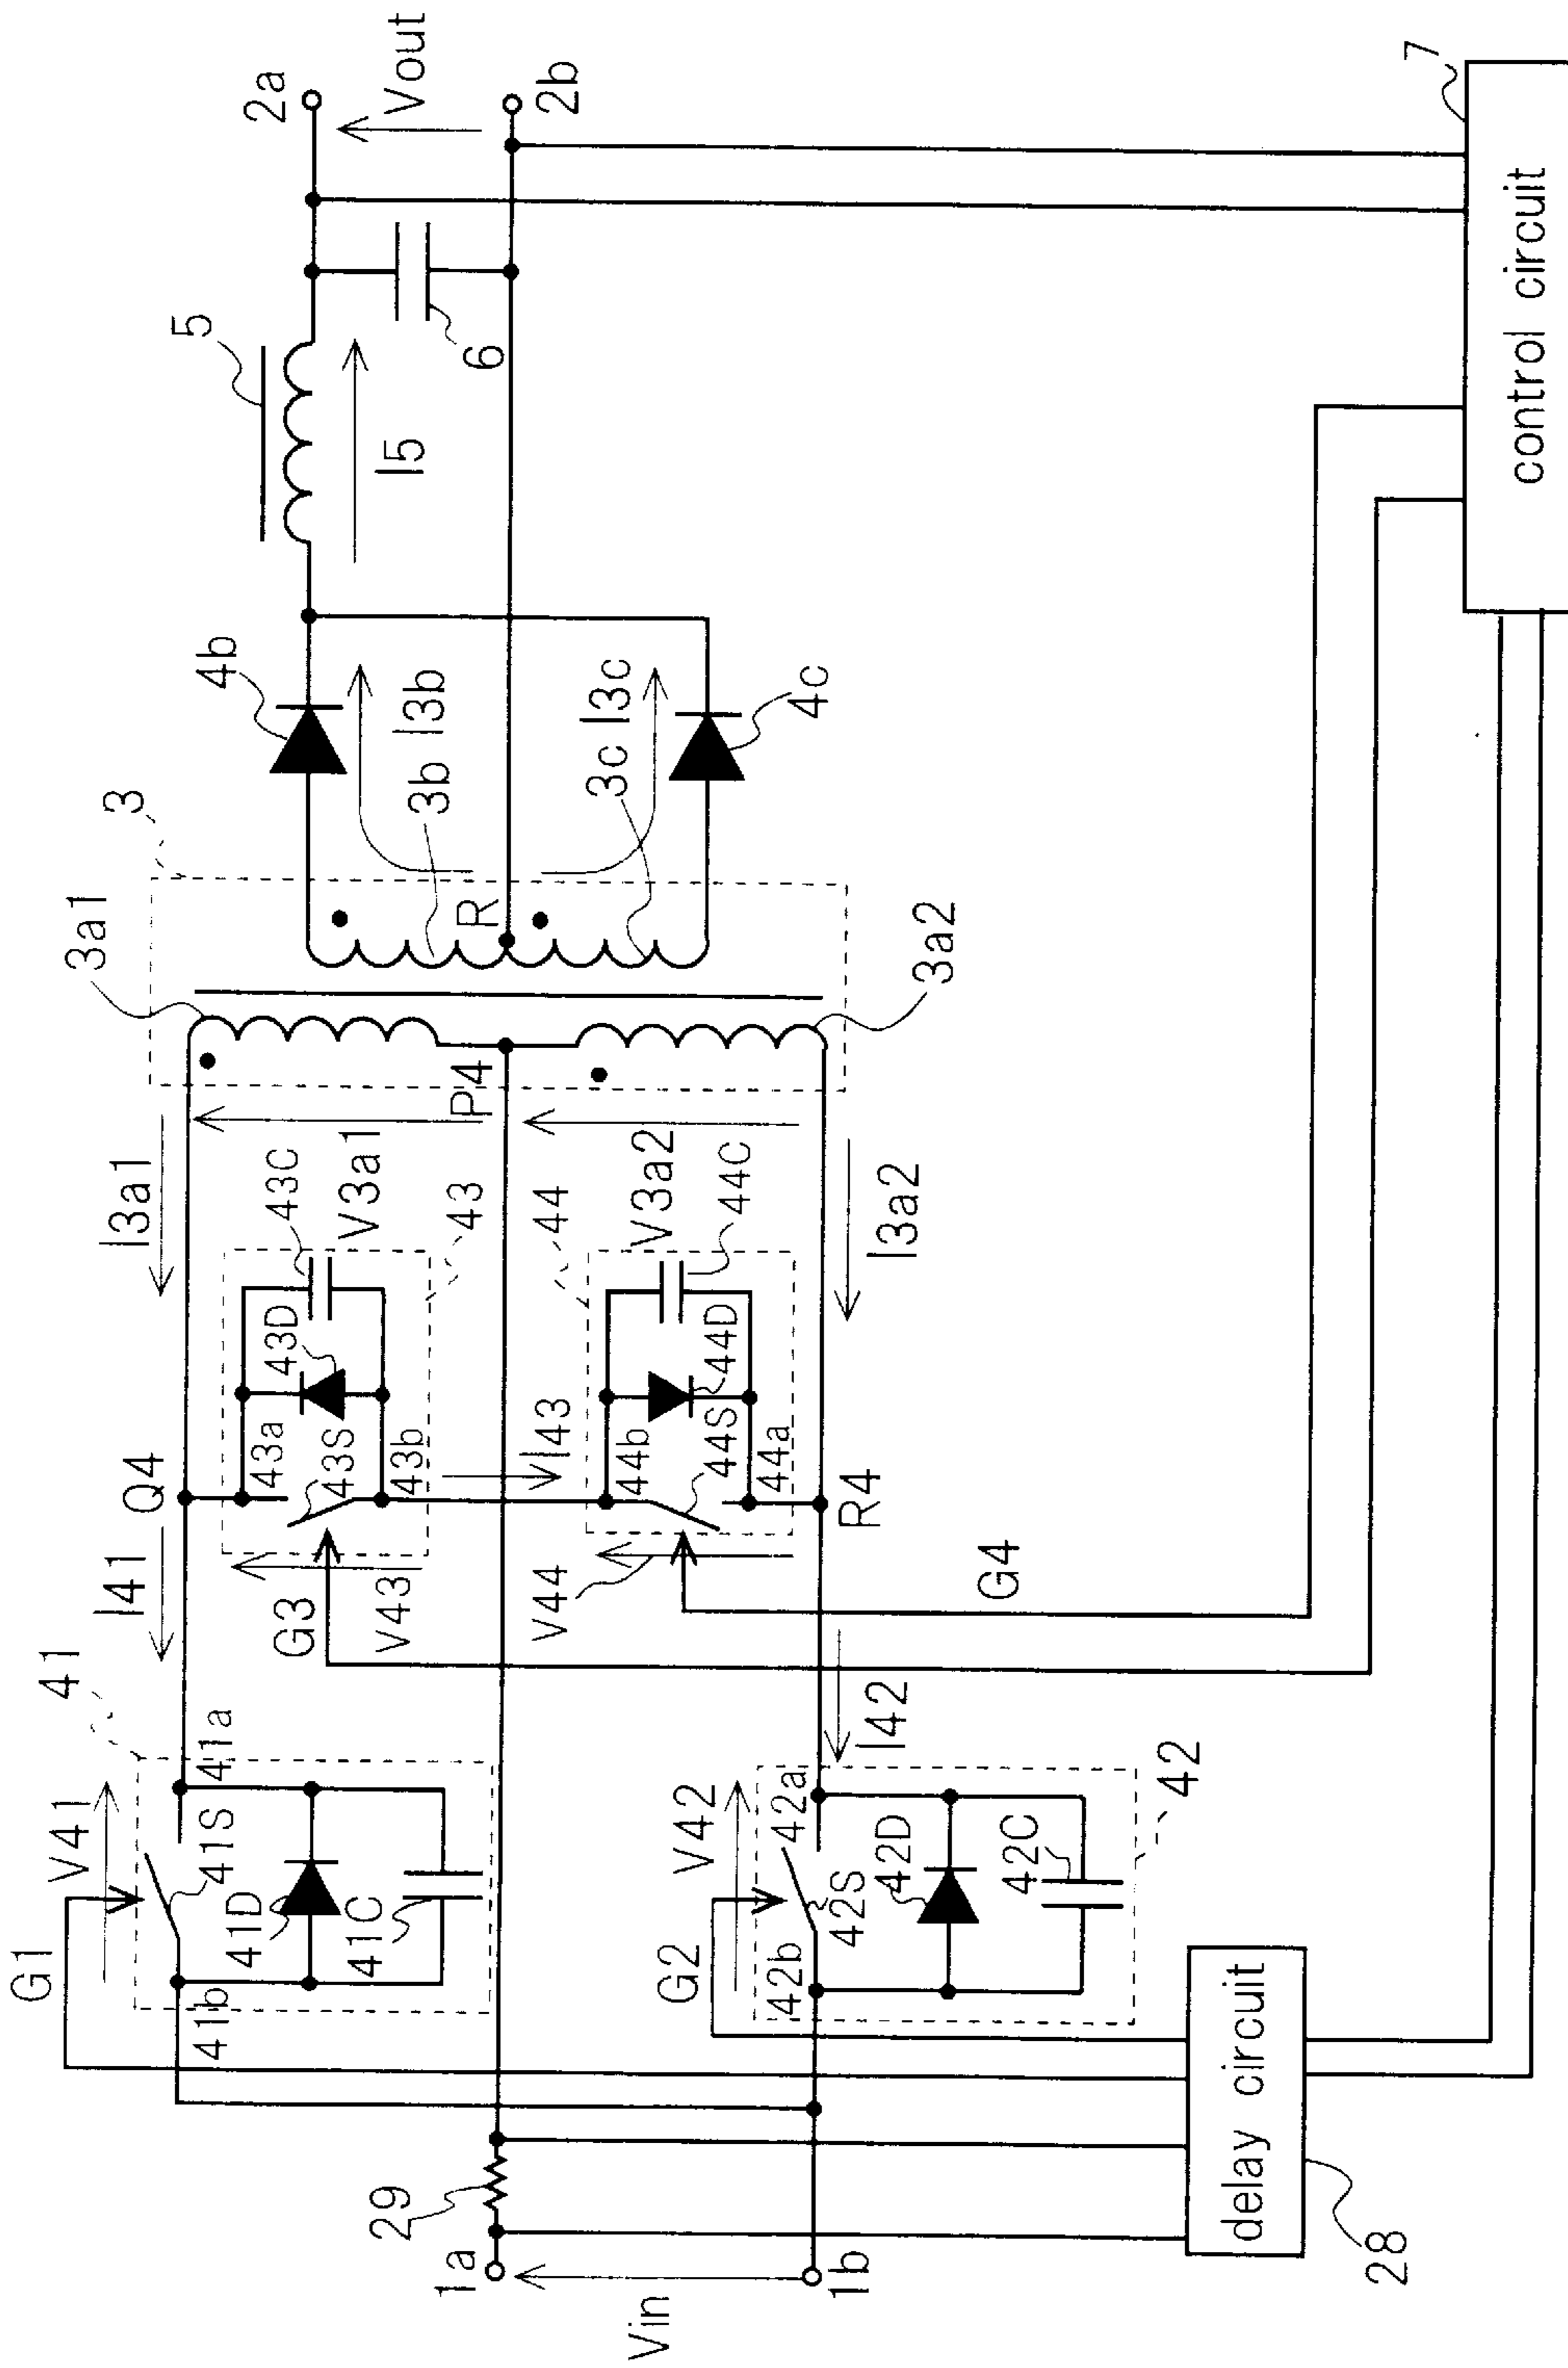 3
3a1
I3a1
Q4
I41
41
41a
V41
G1
41S
41D
41C
41b
43a
43D
43S
43b
43C
V3a1
43
P4
G3
V43
VI43
44
V3a2
44C
44b
44D
44S
44a
V44
R4
I3a2
3a2
G4
I42
42
42a
V42
G2
42S
42D
42C
42b
29
1a
Vin
1b
delay circuit
28
R
3b
I3b
3c
I3c
4b
4c
5
I5
6
2a
Vout
2b
7
control circuit